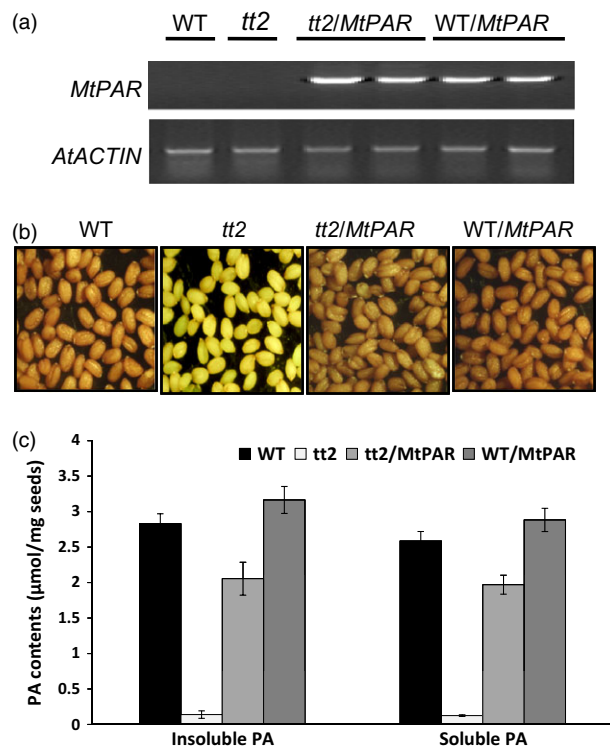 (a)
WT tt2 tt2/MtPAR WT/MtPAR
MtPAR
AtACTIN
(b)
WT tt2 tt2/MtPAR WT/MtPAR
(c)
4
3.5
3
2.5
2
1.5
1
0.5
0
PA contents (µmol/mg seeds)
WT tt2 tt2/MtPAR WT/MtPAR
Insoluble PA Soluble PA